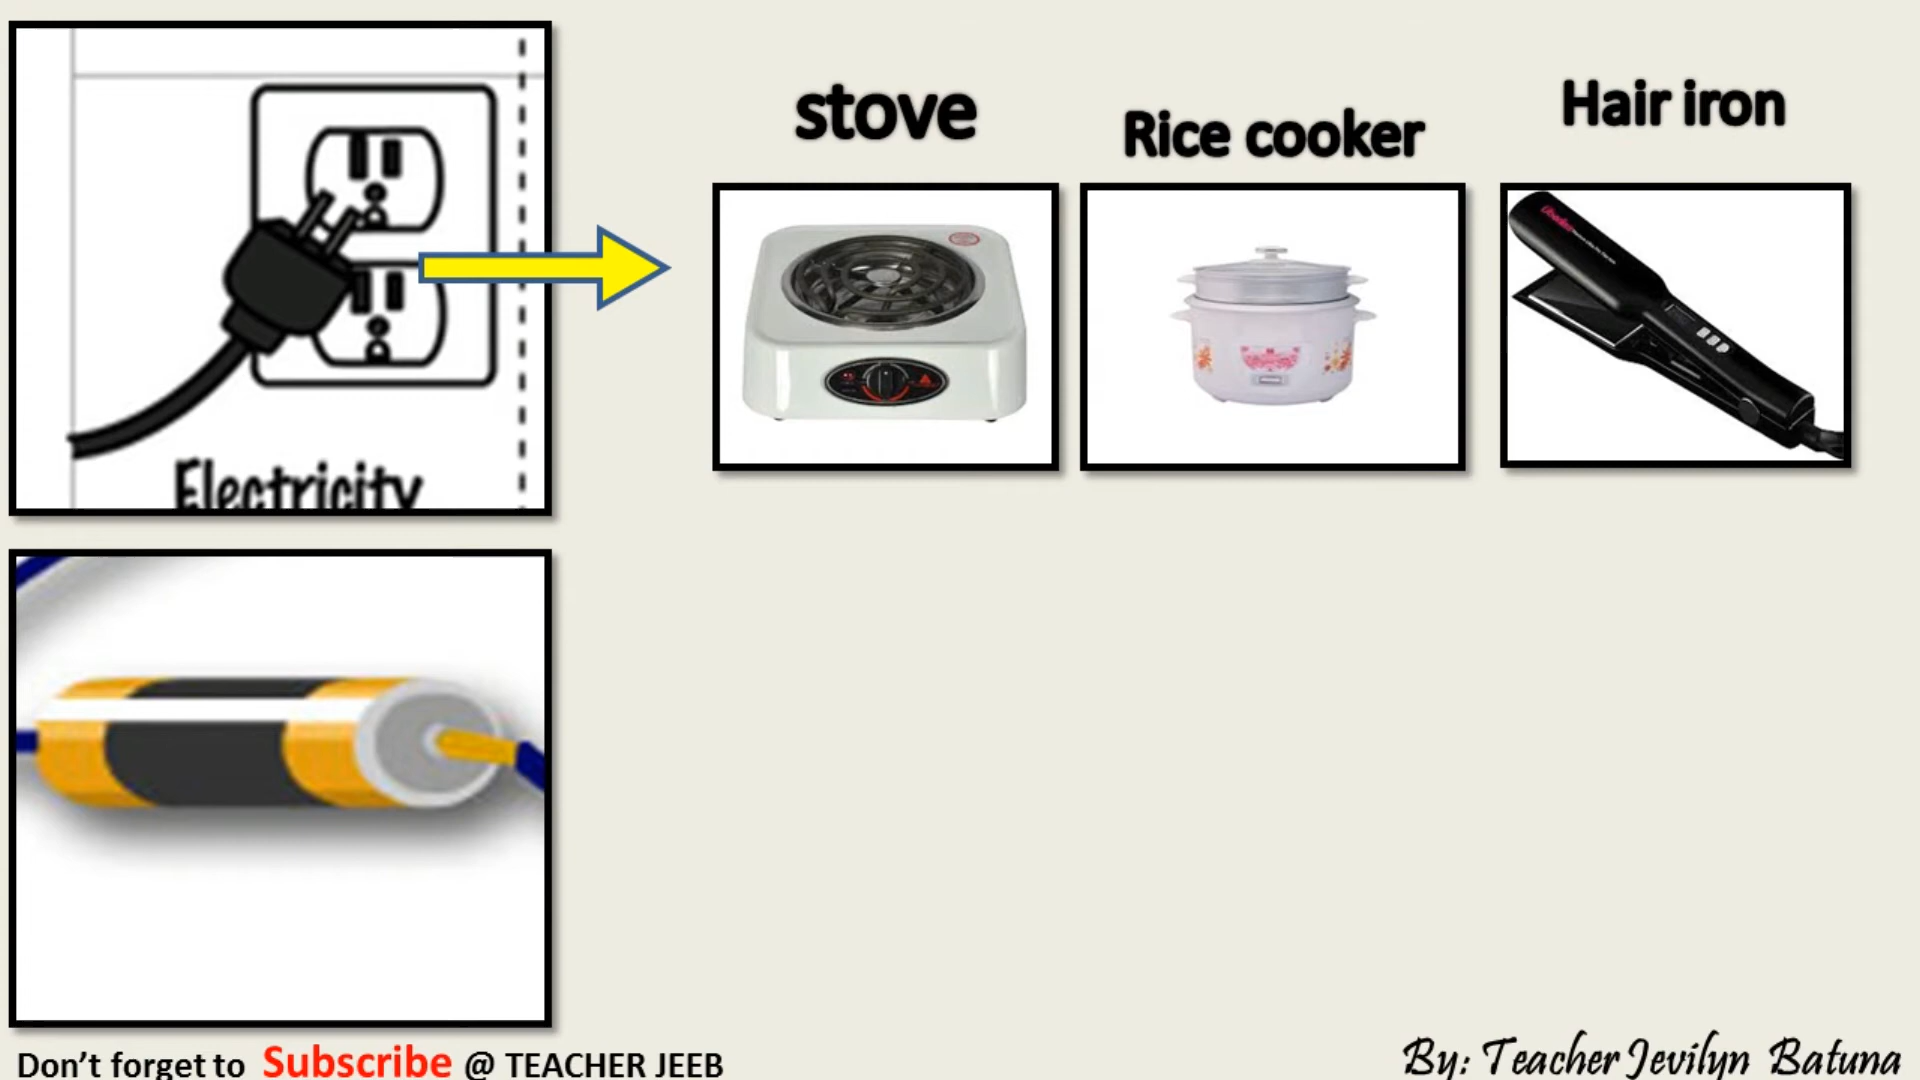 stove
Rice cooker
Hair iron
Electricity
Don't forget to Subscribe @ TEACHER JEEB
By: Teacher Jevilyn Batuna